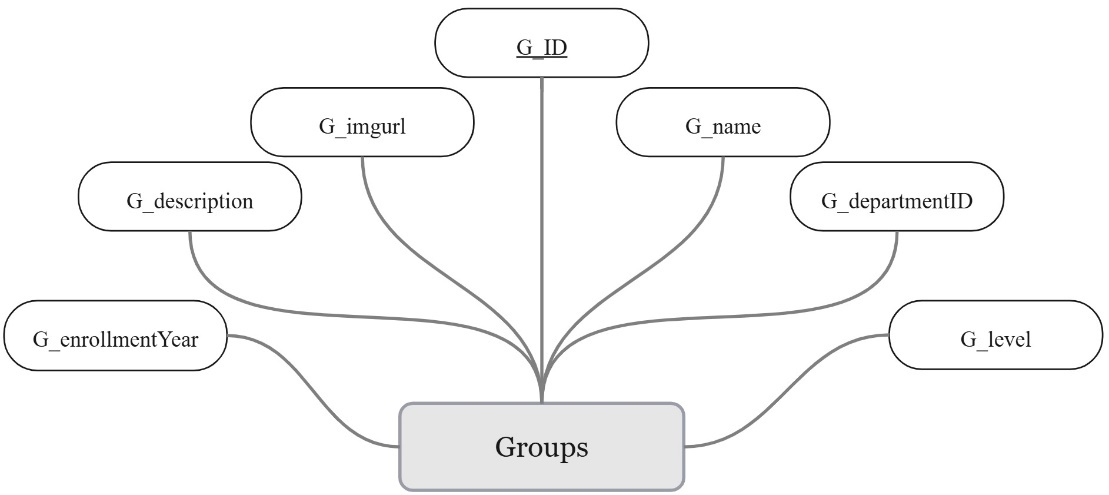 G_ID
G_imgurl
G_name
G_description
G_departmentID
G_enrollmentYear
G_level
Groups